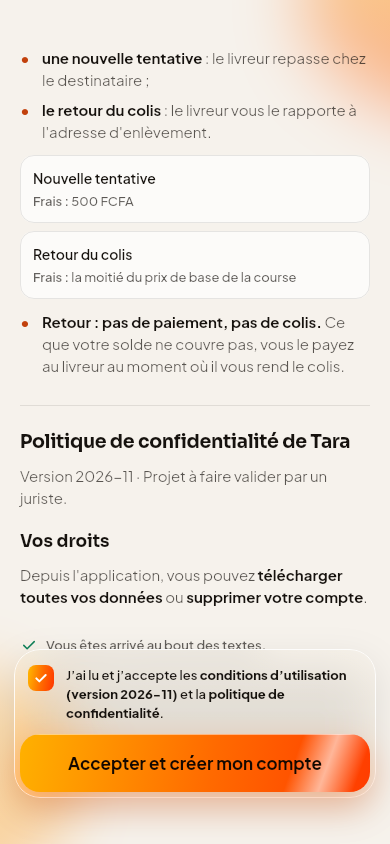 une nouvelle tentative : le livreur repasse chez
le destinataire ;
le retour du colis : le livreur vous le rapporte à
l'adresse d'enlèvement.
Nouvelle tentative
Frais : 500 FCFA
Retour du colis
Frais : la moitié du prix de base de la course
Retour : pas de paiement, pas de colis. Ce
que votre solde ne couvre pas, vous le payez
au livreur au moment où il vous rend le colis.
Politique de confidentialité de Tara
Version 2026-11 · Projet à faire valider par un
juriste.
Vos droits
Depuis l'application, vous pouvez télécharger
toutes vos données ou supprimer votre compte.
Vous êtes arrivé au bout des textes.
J'ai lu et j'accepte les conditions d'utilisation
(version 2026-11) et la politique de
confidentialité.
Accepter et créer mon compte